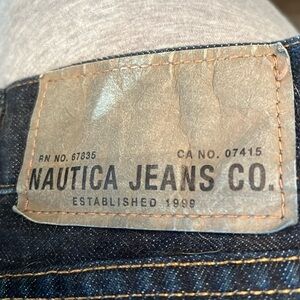 RN NO. 67835 CA NO. 07415
NAUTICA JEANS CO.
ESTABLISHED 1999